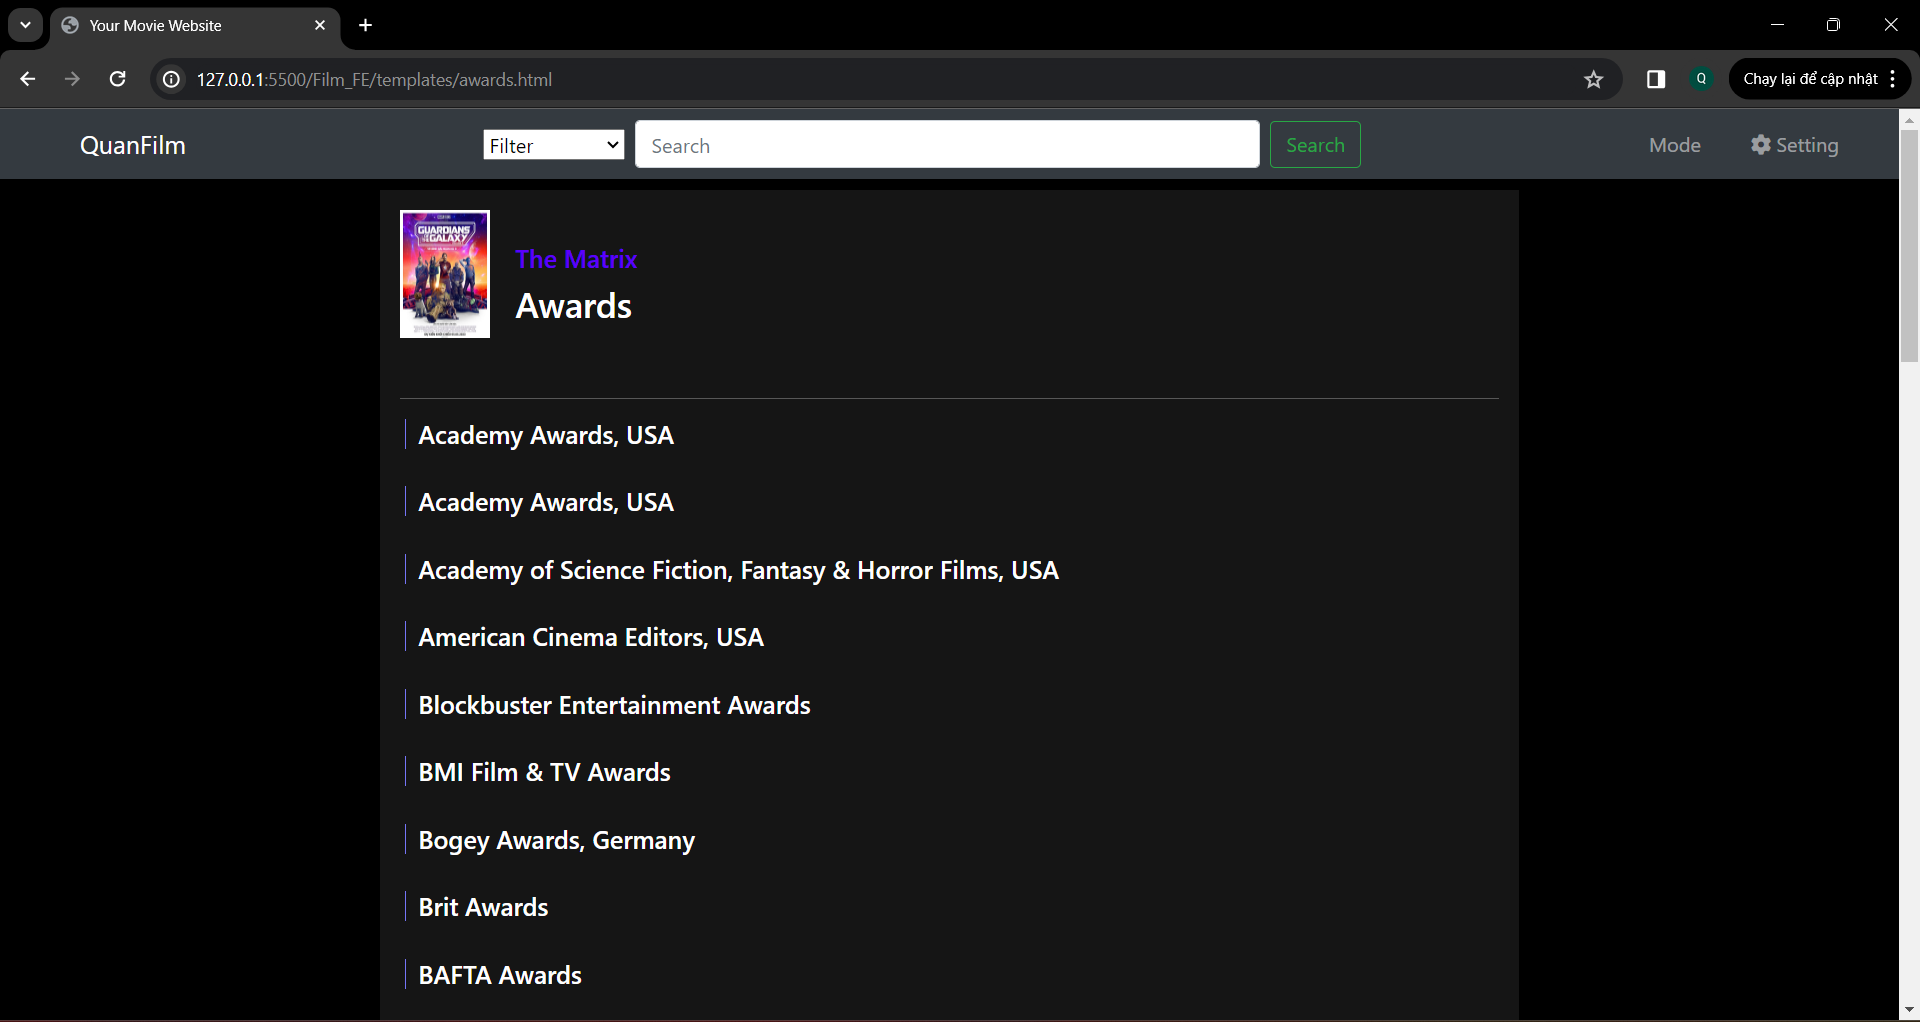 Your Movie Website
127.0.0.1:5500/Film_FE/templates/awards.html
Q
Chạy lại để cập nhật
QuanFilm
Filter
Search
Search
Mode
Setting
GUARDIANS
GALAXY
The Matrix
Awards
Academy Awards, USA
Academy Awards, USA
Academy of Science Fiction, Fantasy & Horror Films, USA
American Cinema Editors, USA
Blockbuster Entertainment Awards
BMI Film & TV Awards
Bogey Awards, Germany
Brit Awards
BAFTA Awards